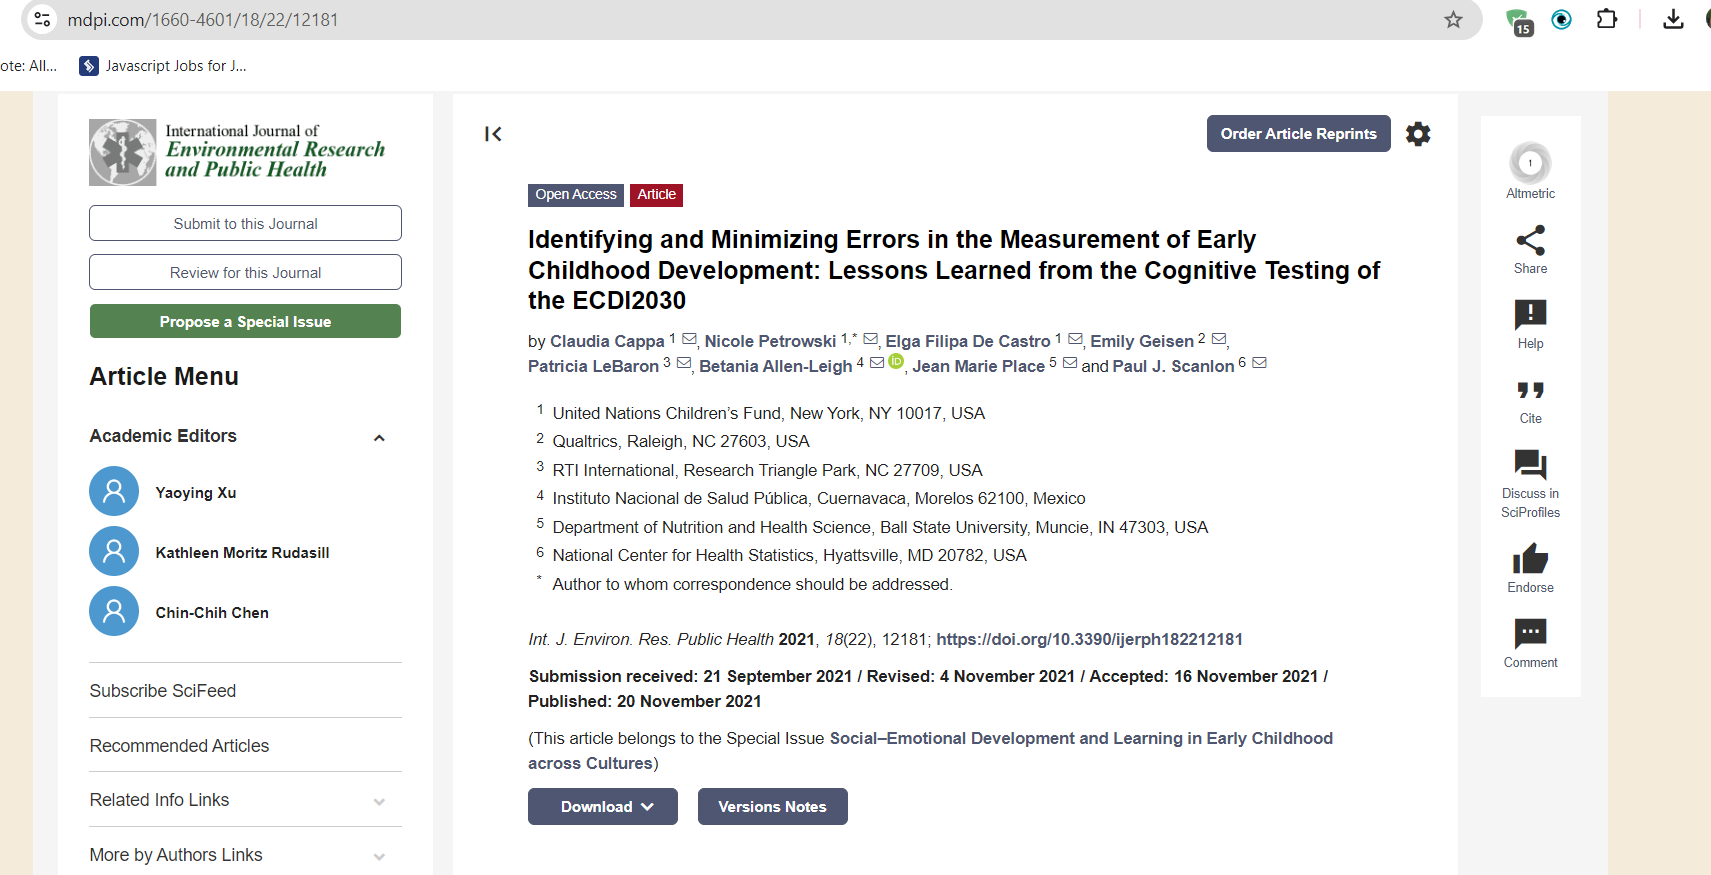 mdpi.com/1660-4601/18/22/12181
15
ote: All...
Javascript Jobs for J...
International Journal of
Environmental Research
and Public Health
Submit to this Journal
Review for this Journal
Propose a Special Issue
Article Menu
Academic Editors
Yaoying Xu
Kathleen Moritz Rudasill
Chin-Chih Chen
Subscribe SciFeed
Recommended Articles
Related Info Links
More by Authors Links
Order Article Reprints
Open Access Article
Identifying and Minimizing Errors in the Measurement of Early
Childhood Development: Lessons Learned from the Cognitive Testing of
the ECDI2030
by Claudia Cappa 1, Nicole Petrowski 1,*, Elga Filipa De Castro 1, Emily Geisen 2,
Patricia LeBaron 3, Betania Allen-Leigh 4 iD, Jean Marie Place 5 and Paul J. Scanlon 6
1 United Nations Children’s Fund, New York, NY 10017, USA
2 Qualtrics, Raleigh, NC 27603, USA
3 RTI International, Research Triangle Park, NC 27709, USA
4 Instituto Nacional de Salud Pública, Cuernavaca, Morelos 62100, Mexico
5 Department of Nutrition and Health Science, Ball State University, Muncie, IN 47303, USA
6 National Center for Health Statistics, Hyattsville, MD 20782, USA
* Author to whom correspondence should be addressed.
Int. J. Environ. Res. Public Health 2021, 18(22), 12181; https://doi.org/10.3390/ijerph182212181
Submission received: 21 September 2021 / Revised: 4 November 2021 / Accepted: 16 November 2021 /
Published: 20 November 2021
(This article belongs to the Special Issue Social–Emotional Development and Learning in Early Childhood
across Cultures)
Download
Versions Notes
1
Altmetric
Share
Help
Cite
Discuss in
SciProfiles
Endorse
Comment